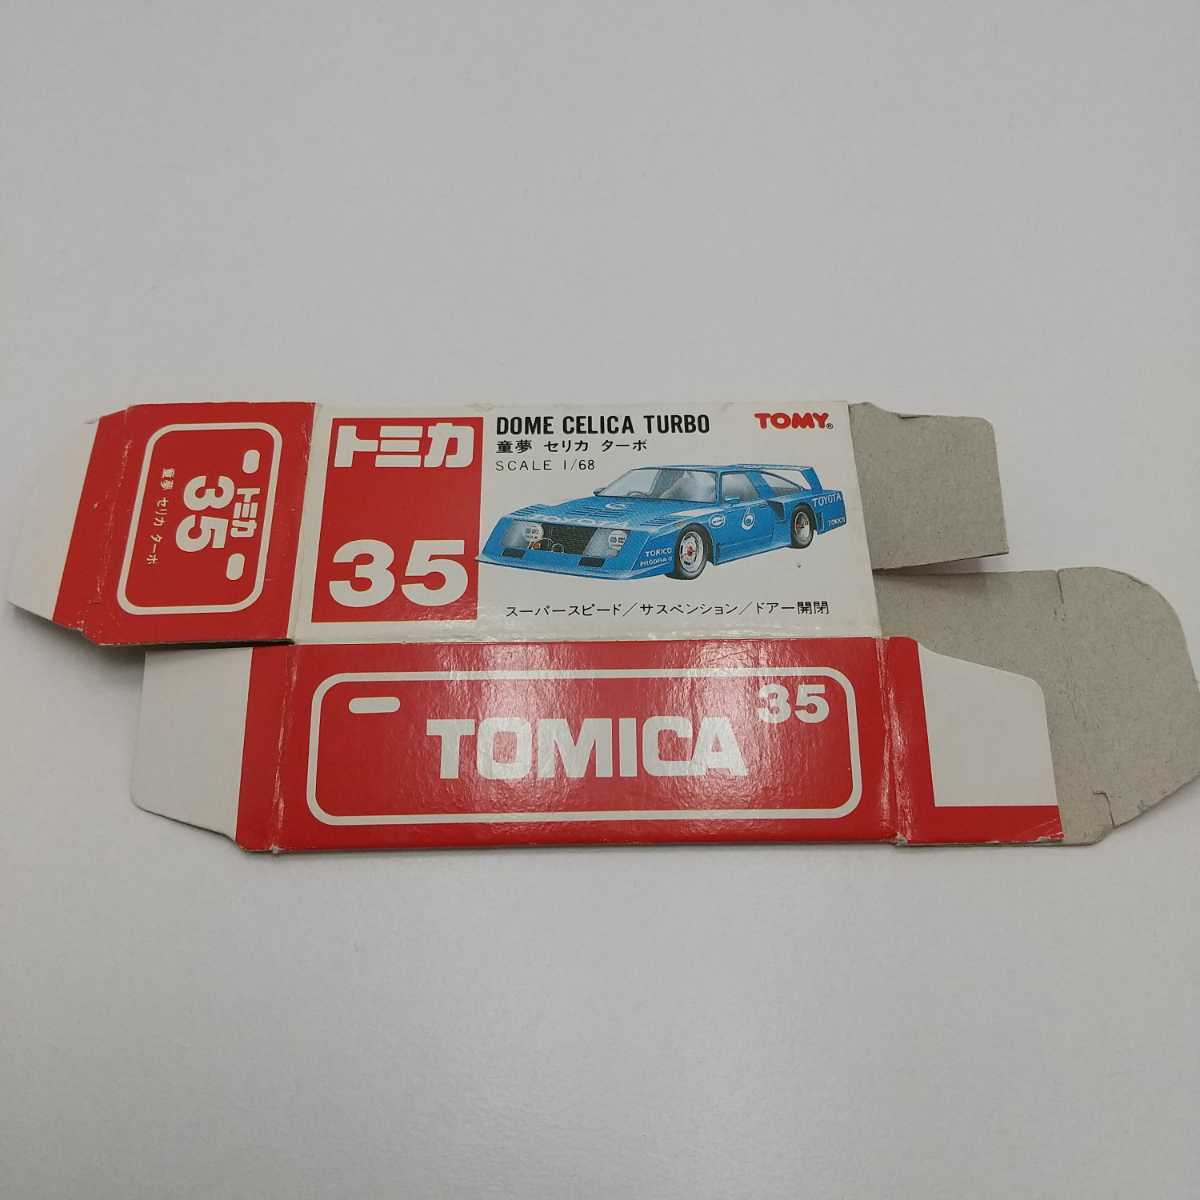 トミカ
35
童夢 セリカ ターボ
トミカ
35
DOME CELICA TURBO
童夢 セリカ ターボ
SCALE 1/68
TOMY®
TOYOTA
スーパースピード/サスペンション/ドアー開閉
TOMICA
35